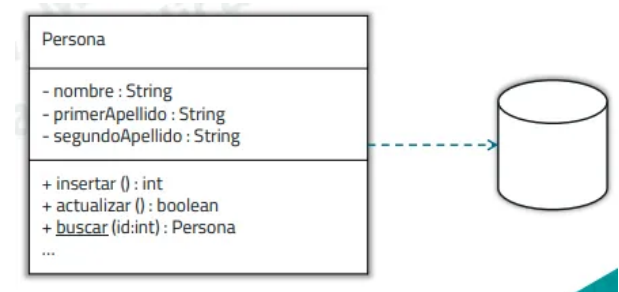 Persona
- nombre : String
- primerApellido : String
- segundoApellido : String
+ insertar () : int
+ actualizar () : boolean
+ buscar (id:int) : Persona
...